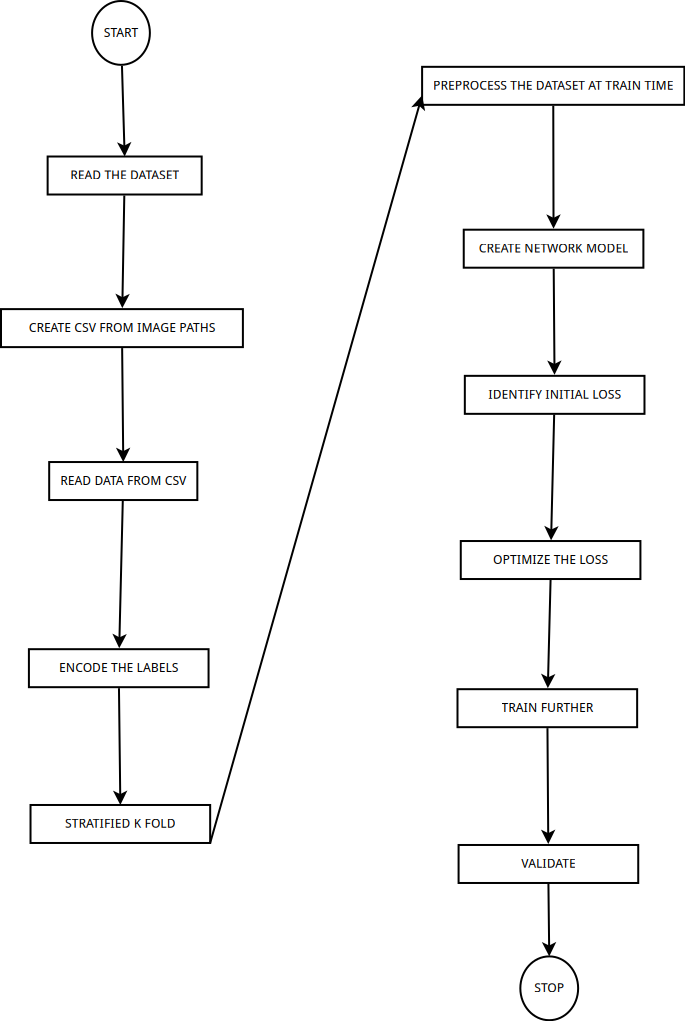 START
READ THE DATASET
CREATE CSV FROM IMAGE PATHS
READ DATA FROM CSV
ENCODE THE LABELS
STRATIFIED K FOLD
PREPROCESS THE DATASET AT TRAIN TIME
CREATE NETWORK MODEL
IDENTIFY INITIAL LOSS
OPTIMIZE THE LOSS
TRAIN FURTHER
VALIDATE
STOP